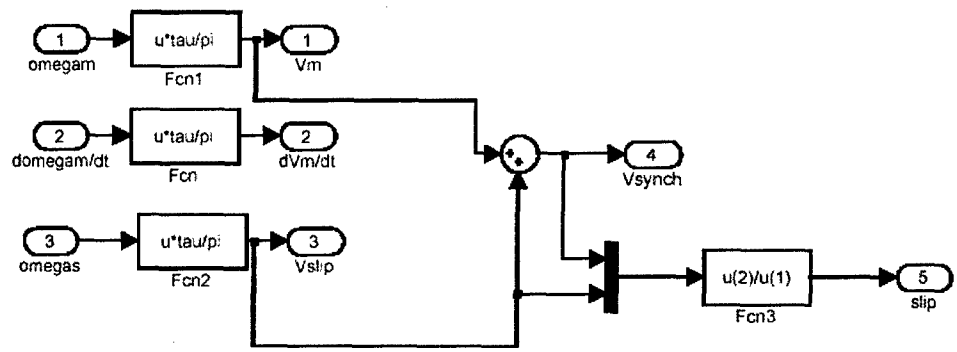 1
u*tau/pi
1
omegam
Fcn1
Vm
2
u*tau/pi
2
domegam/dt
Fcn
dVm/dt
+
+
4
Vsynch
3
u*tau/pi
3
omegas
Fcn2
Vslip
u(2)/u(1)
5
Fcn3
slip